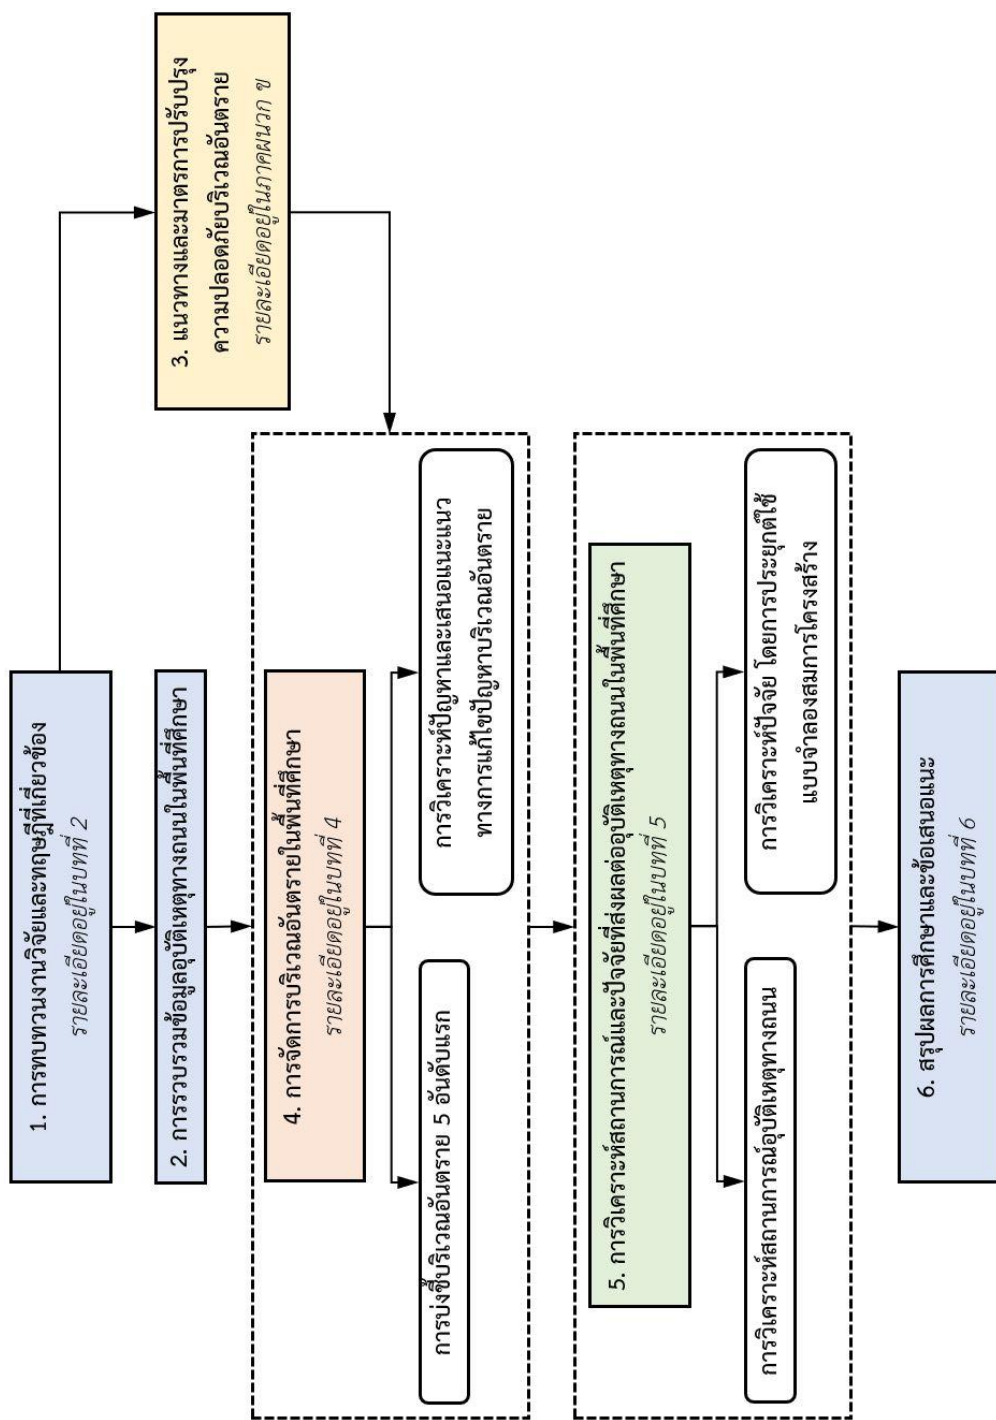 1. การทบทวนงานวิจัยและทฤษฎีที่เกี่ยวข้อง
รายละเอียดอยู่ในบทที่ 2
2. การรวบรวมข้อมูลอุบัติเหตุทางถนนในพื้นที่ศึกษา
3. แนวทางและมาตรการปรับปรุง
ความปลอดภัยบริเวณอันตราย
รายละเอียดอยู่ในภาคผนวก ข
4. การจัดการบริเวณอันตรายในพื้นที่ศึกษา
รายละเอียดอยู่ในบทที่ 4
การบ่งชี้บริเวณอันตราย 5 อันดับแรก
การวิเคราะห์ปัญหาและเสนอแนะแนว
ทางการแก้ไขปัญหาบริเวณอันตราย
5. การวิเคราะห์สถานการณ์และปัจจัยที่ส่งผลต่ออุบัติเหตุทางถนนในพื้นที่ศึกษา
รายละเอียดอยู่ในบทที่ 5
การวิเคราะห์สถานการณ์อุบัติเหตุทางถนน
การวิเคราะห์ปัจจัย โดยการประยุกต์ใช้
แบบจำลองสมการโครงสร้าง
6. สรุปผลการศึกษาและข้อเสนอแนะ
รายละเอียดอยู่ในบทที่ 6